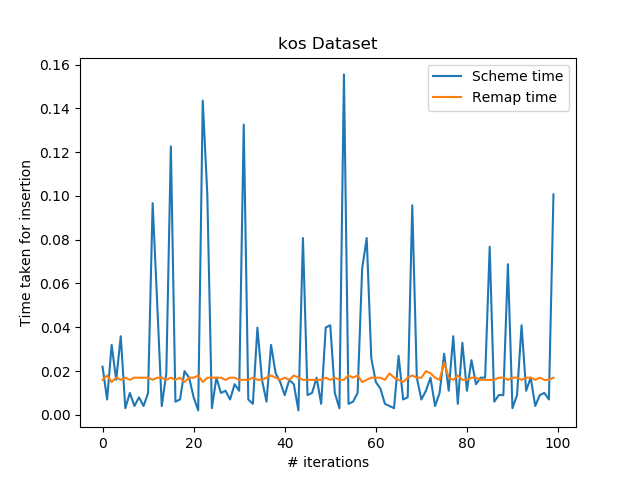 kos Dataset
Scheme time
Remap time
Time taken for insertion
0.16
0.14
0.12
0.10
0.08
0.06
0.04
0.02
0.00
0 20 40 60 80 100
# iterations